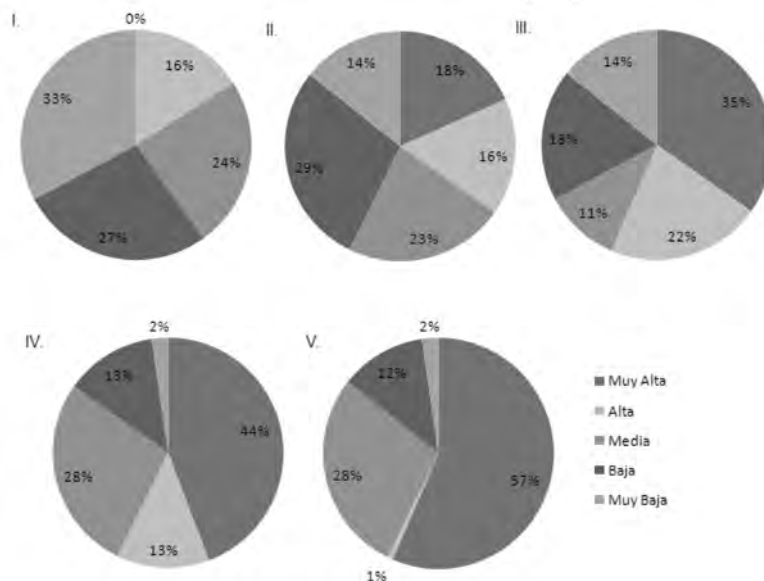 I.
0%
16%
24%
27%
33%
II.
18%
16%
23%
29%
14%
III.
35%
22%
11%
18%
14%
IV.
2%
44%
13%
28%
13%
V.
2%
57%
1%
28%
12%
Muy Alta
Alta
Media
Baja
Muy Baja